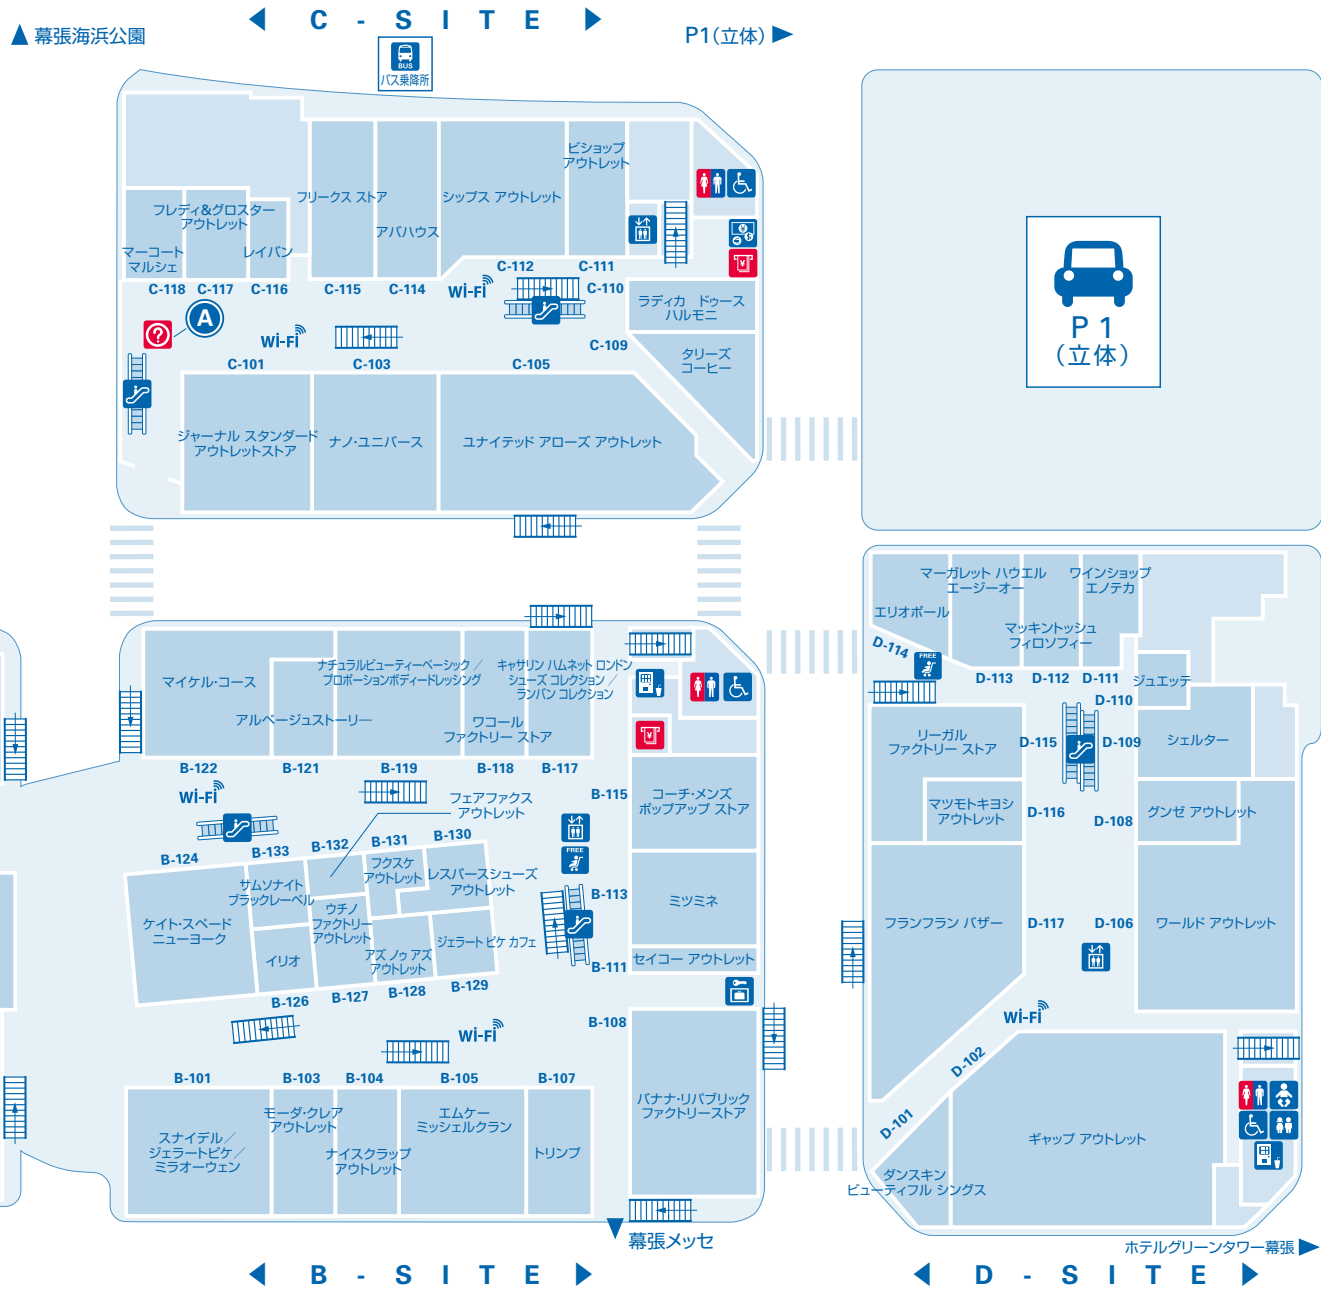 ◀ C - S I T E ▶
▲ 幕張海浜公園
P1(立体) ▶
BUS
バス乗降所
ビショップ
アウトレット
フリークス ストア
シップス アウトレット
アバハウス
フレディ&グロスター
アウトレット
マーコート
マルシェ
レイバン
C-118
C-117
C-116
C-115
C-114
C-112
C-111
C-110
Wi-Fi
ラディカ ドゥース
ハルモニ
A
?
Wi-Fi
C-109
タリーズ
コーヒー
C-101
C-103
C-105
ジャーナル スタンダード
アウトレットストア
ナノ・ユニバース
ユナイテッド アローズ アウトレット
P 1
(立体)
マイケル・コース
アルページュストーリー
ナチュラルビューティーベーシック /
プロポーションボディードレッシング
ワコール
ファクトリー ストア
キャサリン ハムネット ロンドン
シューズ コレクション /
ランバン コレクション
B-122
B-121
B-119
B-118
B-117
Wi-Fi
フェアファクス
アウトレット
B-115
コーチ・メンズ
ポップアップ ストア
FREE
B-124
B-133
B-132
B-131
B-130
ケイト・スペード
ニューヨーク
サムソナイト
ブラックレーベル
フクスケ
アウトレット
レスパースシューズ
アウトレット
ウチノ
ファクトリー
アウトレット
イリオ
アズ ノゥ アズ
アウトレット
ジェラート ピケ カフェ
B-113
ミツミネ
B-111
セイコー アウトレット
B-126
B-127
B-128
B-129
Wi-Fi
B-108
バナナ・リパブリック
ファクトリーストア
B-101
B-103
B-104
B-105
B-107
スナイデル/
ジェラートピケ/
ミラオーウェン
モーダ・クレア
アウトレット
ナイスクラップ
アウトレット
エムケー
ミッシェルクラン
トリンプ
▼
幕張メッセ
◀ B - S I T E ▶
エリオポール
マーガレット ハウエル
エージーオー
マッキントッシュ
フィロソフィー
ワインショップ
エノテカ
D-114
FREE
D-113
D-112
D-111
ジュエッテ
D-110
リーガル
ファクトリー ストア
D-115
D-109
シェルター
マツモトキヨシ
アウトレット
D-116
D-108
グンゼ アウトレット
フランフラン バザー
D-117
D-106
ワールド アウトレット
Wi-Fi
D-102
D-101
ギャップ アウトレット
ダンスキン
ビューティフル シングス
ホテルグリーンタワー幕張 ▶
◀ D - S I T E ▶